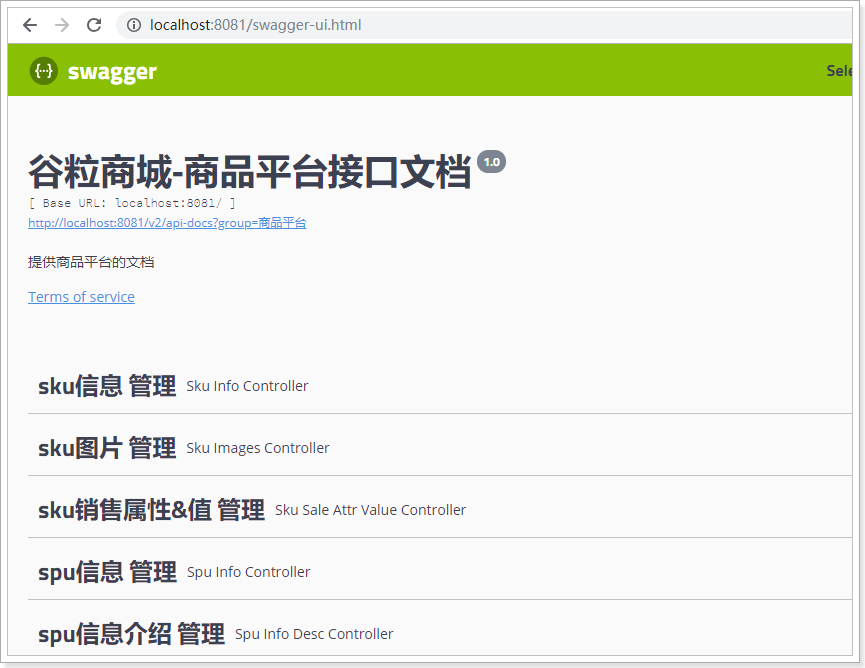 localhost:8081/swagger-ui.html
{···} swagger
Sele
谷粒商城-商品平台接口文档 1.0
[ Base URL: localhost:8081/ ]
http://localhost:8081/v2/api-docs?group=商品平台
提供商品平台的文档
Terms of service
sku信息 管理 Sku Info Controller
sku图片 管理 Sku Images Controller
sku销售属性&值 管理 Sku Sale Attr Value Controller
spu信息 管理 Spu Info Controller
spu信息介绍 管理 Spu Info Desc Controller